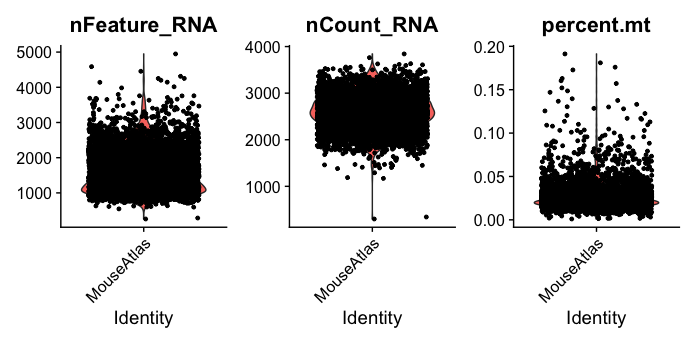 nFeature_RNA
5000
4000
3000
2000
1000
MouseAtlas
Identity
nCount_RNA
4000
3000
2000
1000
MouseAtlas
Identity
percent.mt
0.20
0.15
0.10
0.05
0.00
MouseAtlas
Identity